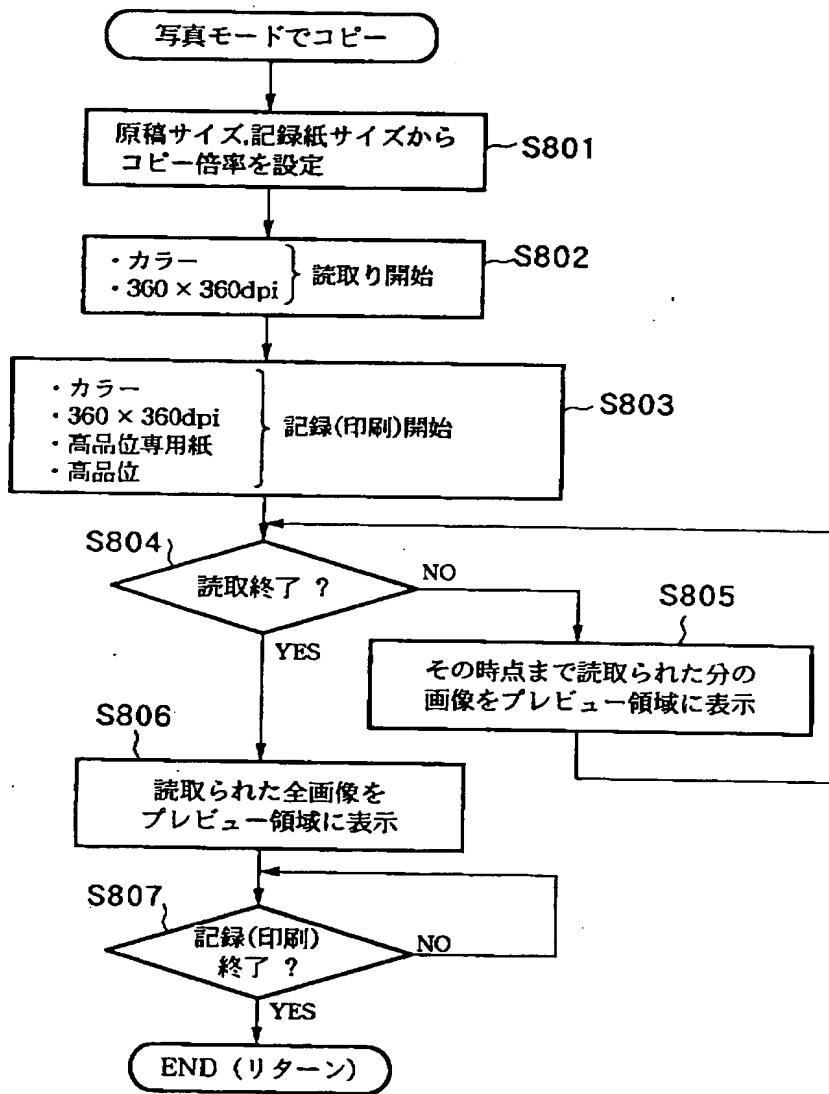 写真モードでコピー
原稿サイズ,記録紙サイズから
コピー倍率を設定
S801
・カラー
・360 × 360dpi
読取り開始
S802
・カラー
・360 × 360dpi
・高品位専用紙
・高品位
記録(印刷)開始
S803
S804
読取終了 ?
NO
YES
S805
その時点まで読取られた分の
画像をプレビュー領域に表示
S806
読取られた全画像を
プレビュー領域に表示
S807
記録(印刷)
終了 ?
NO
YES
END (リターン)